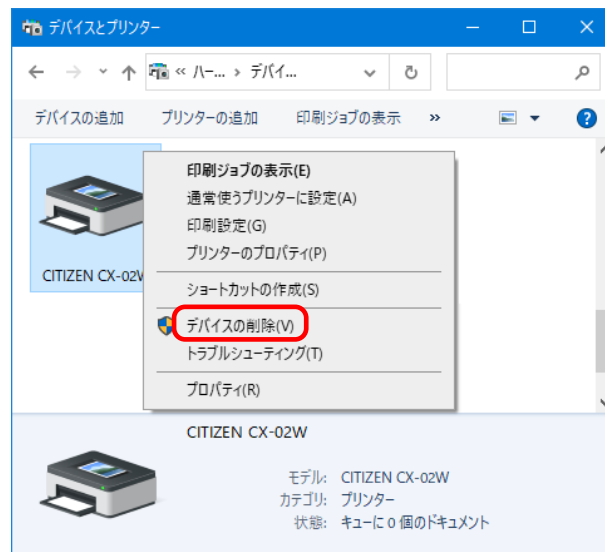 デバイスとプリンター
« ハー... › デバイ...
デバイスの追加 プリンターの追加 印刷ジョブの表示 »
CITIZEN CX-02W
印刷ジョブの表示(E)
通常使うプリンターに設定(A)
印刷設定(G)
プリンターのプロパティ(P)
ショートカットの作成(S)
デバイスの削除(V)
トラブルシューティング(T)
プロパティ(R)
CITIZEN CX-02W
モデル: CITIZEN CX-02W
カテゴリ: プリンター
状態: キューに 0 個のドキュメント